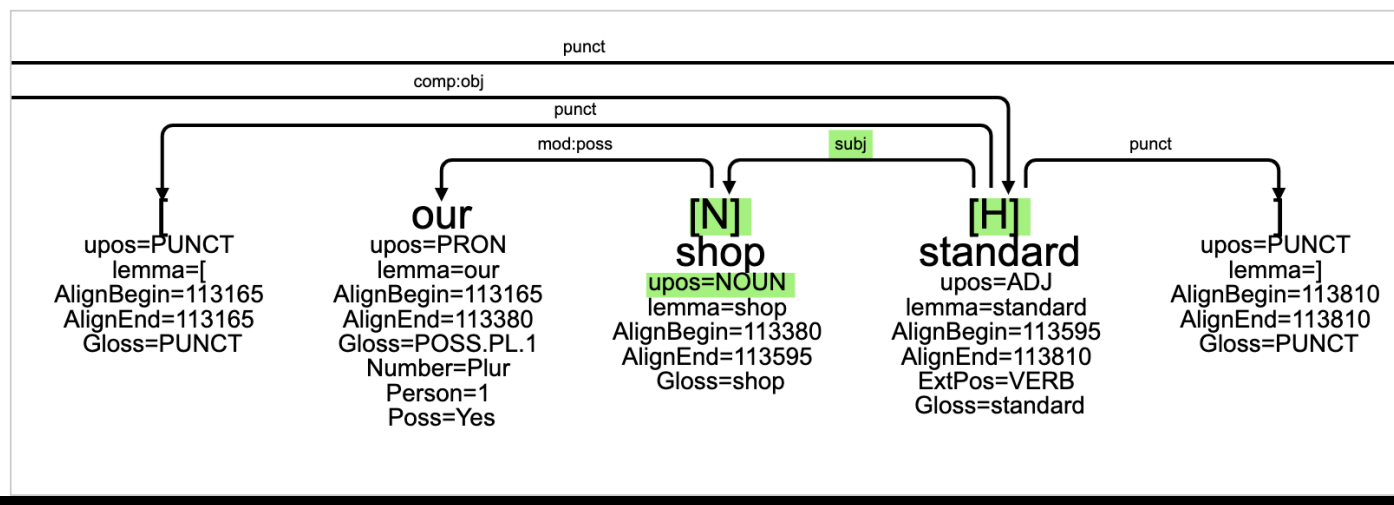 punct
comp:obj
punct
mod:poss subj punct
[ our [N] [H] ]
shop standard
upos=PUNCT upos=PRON upos=NOUN upos=ADJ upos=PUNCT
lemma=[ lemma=our lemma=shop lemma=standard lemma=]
AlignBegin=113165 AlignBegin=113165 AlignBegin=113380 AlignBegin=113595 AlignBegin=113810
AlignEnd=113165 AlignEnd=113380 AlignEnd=113595 AlignEnd=113810 AlignEnd=113810
Gloss=PUNCT Gloss=POSS.PL.1 Gloss=shop ExtPos=VERB Gloss=PUNCT
Number=Plur Gloss=standard
Person=1
Poss=Yes